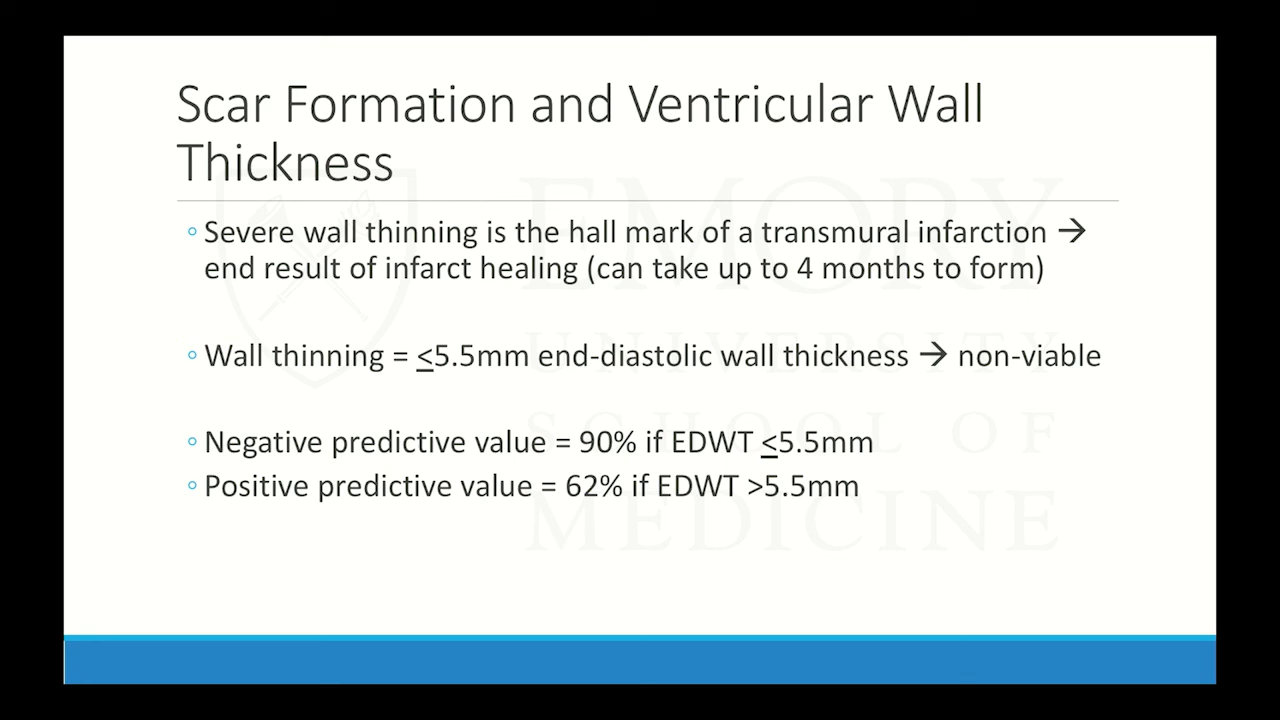 Scar Formation and Ventricular Wall
Thickness
◦ Severe wall thinning is the hall mark of a transmural infarction →
end result of infarct healing (can take up to 4 months to form)
◦ Wall thinning = ≤5.5mm end-diastolic wall thickness → non-viable
◦ Negative predictive value = 90% if EDWT ≤5.5mm
◦ Positive predictive value = 62% if EDWT >5.5mm
EMORY
UNIVERSITY
SCHOOL OF
MEDICINE